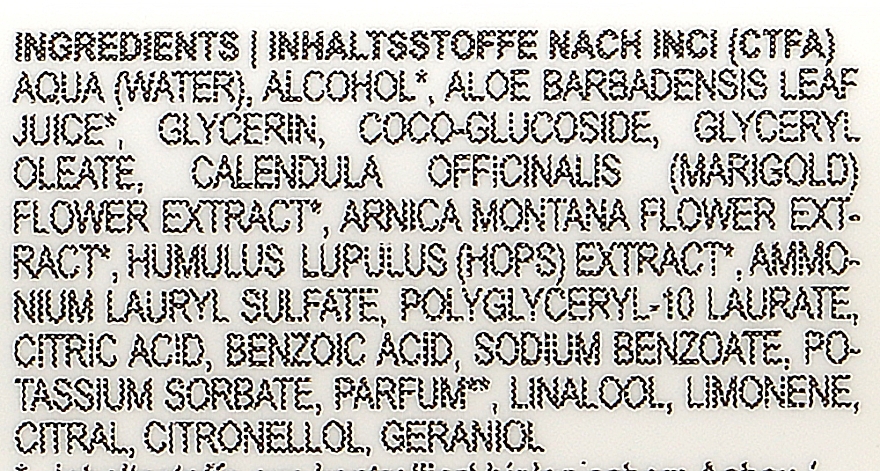 INGREDIENTS | INHALTSSTOFFE NACH INCI (CTFA)
AQUA (WATER), ALCOHOL*, ALOE BARBADENSIS LEAF
JUICE*, GLYCERIN, COCO-GLUCOSIDE, GLYCERYL
OLEATE, CALENDULA OFFICINALIS (MARIGOLD)
FLOWER EXTRACT*, ARNICA MONTANA FLOWER EXT-
RACT*, HUMULUS LUPULUS (HOPS) EXTRACT*, AMMO-
NIUM LAURYL SULFATE, POLYGLYCERYL-10 LAURATE,
CITRIC ACID, BENZOIC ACID, SODIUM BENZOATE, PO-
TASSIUM SORBATE, PARFUM**, LINALOOL, LIMONENE,
CITRAL, CITRONELLOL, GERANIOL